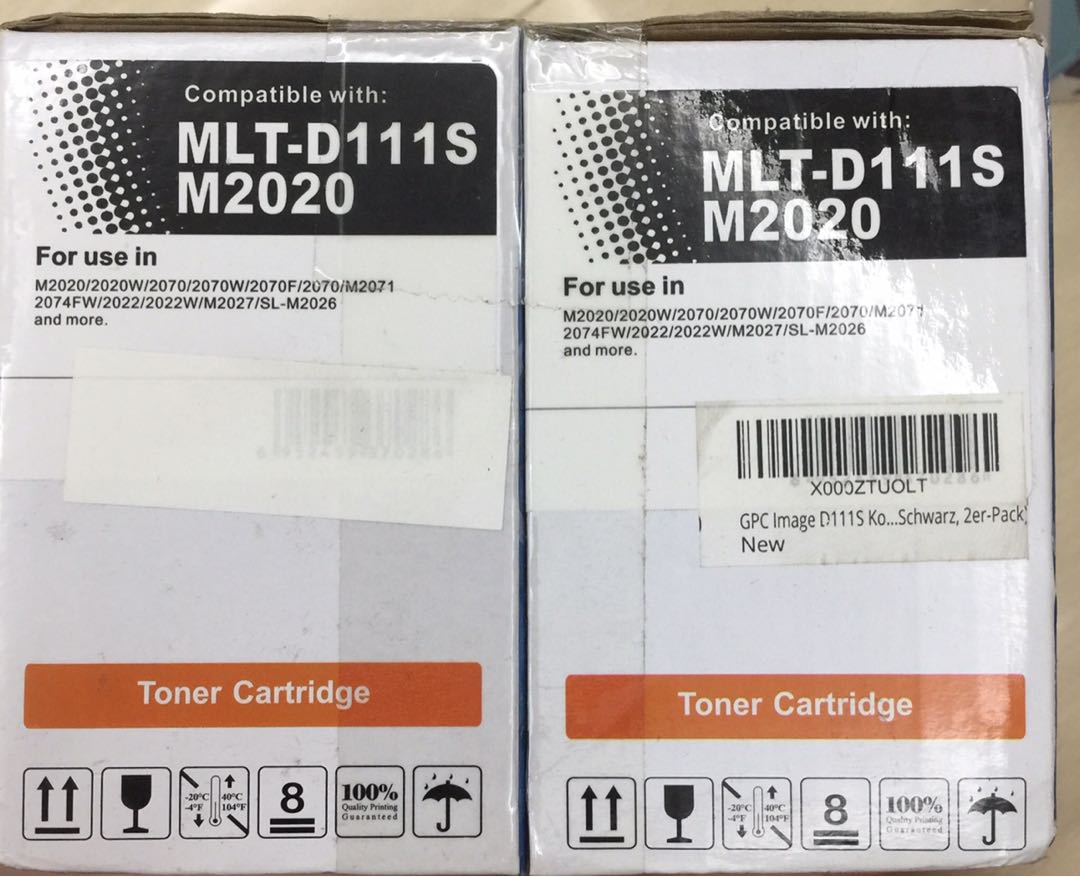 Compatible with:
MLT-D111S
M2020
For use in
M2020/2020W/2070/2070W/2070F/2070/M2071
2074FW/2022/2022W/M2027/SL-M2026
and more.
Toner Cartridge
-20°C
-4°F
40°C
104°F
8
100%
Quality Printing
Guaranteed
Compatible with:
MLT-D111S
M2020
For use in
M2020/2020W/2070/2070W/2070F/2070/M2071
2074FW/2022/2022W/M2027/SL-M2026
and more.
X000ZTUOLT
GPC Image D111S Ko...Schwarz, 2er-Pack)
New
Toner Cartridge
-20°C
-4°F
40°C
104°F
8
100%
Quality Printing
Guaranteed